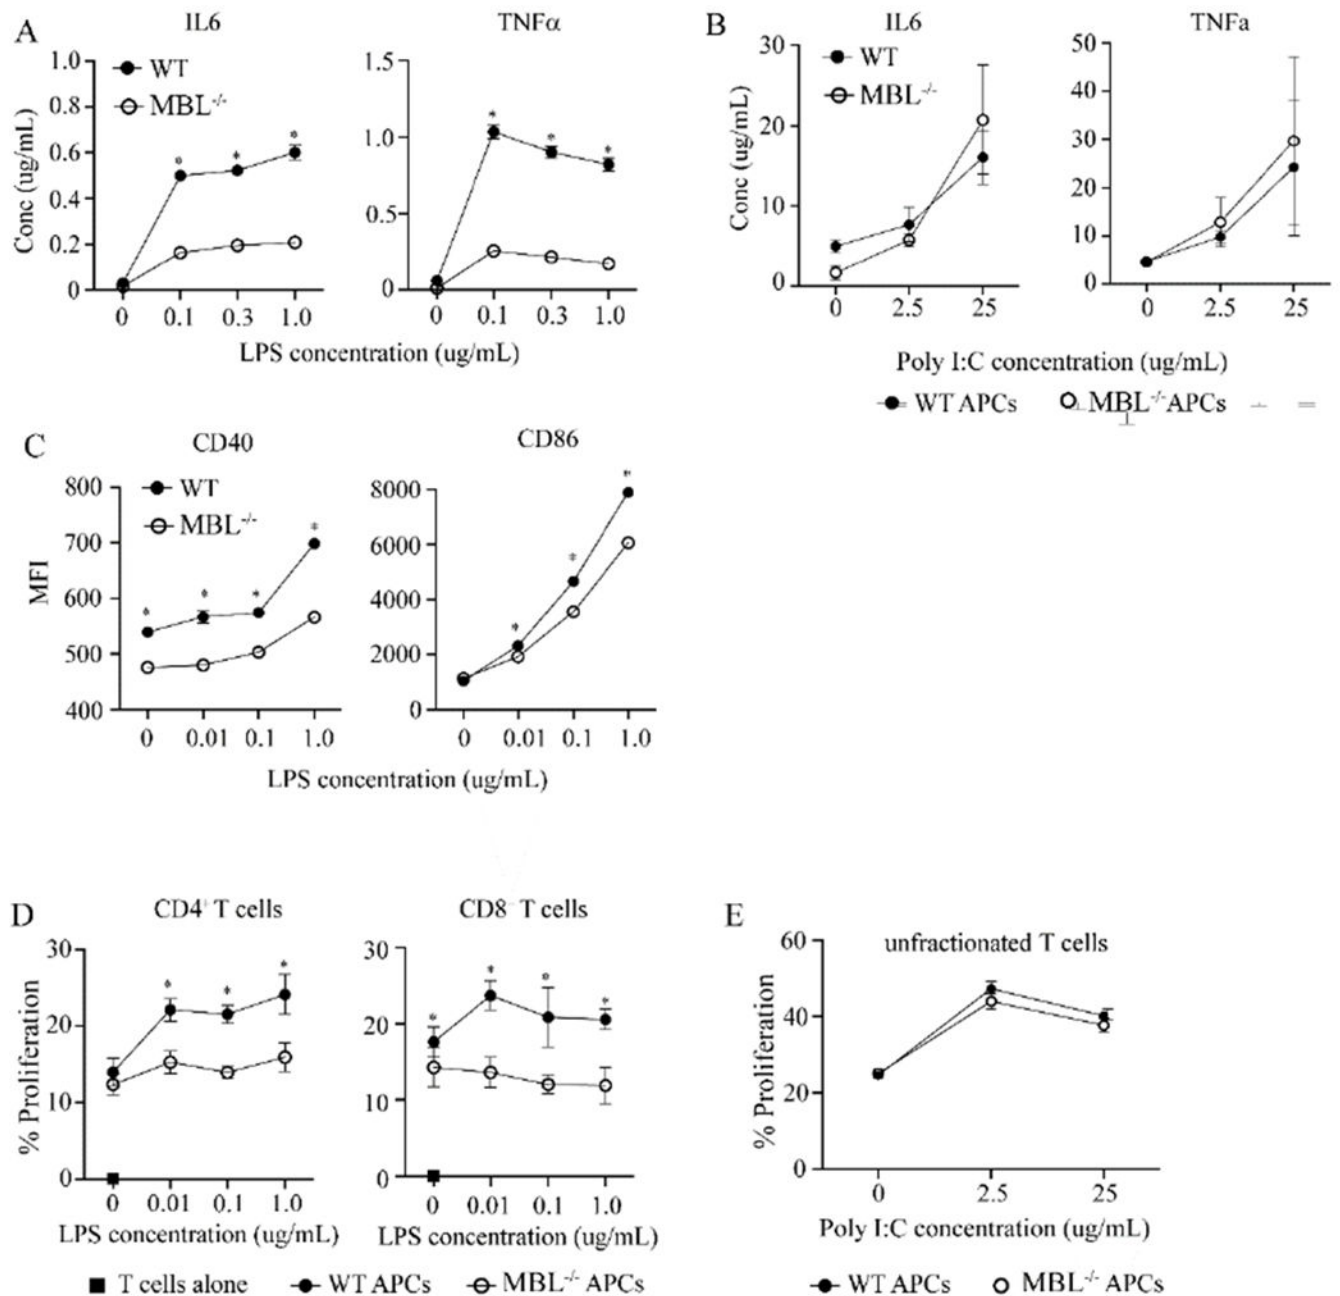 A
IL6
TNFα
Conc (ug/mL)
1.0
0.8
0.6
0.4
0.2
0
WT
MBL-/-
* * *
0 0.1 0.3 1.0
1.5
1.0
0.5
0
* * *
0 0.1 0.3 1.0
LPS concentration (ug/mL)
B
IL6
TNFa
Conc (ug/mL)
30
20
10
0
WT
MBL-/-
0 2.5 25
50
40
30
20
10
0
0 2.5 25
Poly I:C concentration (ug/mL)
WT APCs MBL-/- APCs
C
CD40
CD86
MFI
800
700
600
500
400
WT
MBL-/-
* * * *
0 0.01 0.1 1.0
8000
6000
4000
2000
0
* * *
0 0.01 0.1 1.0
LPS concentration (ug/mL)
D
CD4+ T cells
CD8+ T cells
% Proliferation
30
20
10
0
* * *
0 0.01 0.1 1.0
LPS concentration (ug/mL)
30
20
10
0
* * * *
0 0.01 0.1 1.0
LPS concentration (ug/mL)
T cells alone WT APCs MBL-/- APCs
E
unfractionated T cells
% Proliferation
60
40
20
0
0 2.5 25
Poly I:C concentration (ug/mL)
WT APCs MBL-/- APCs